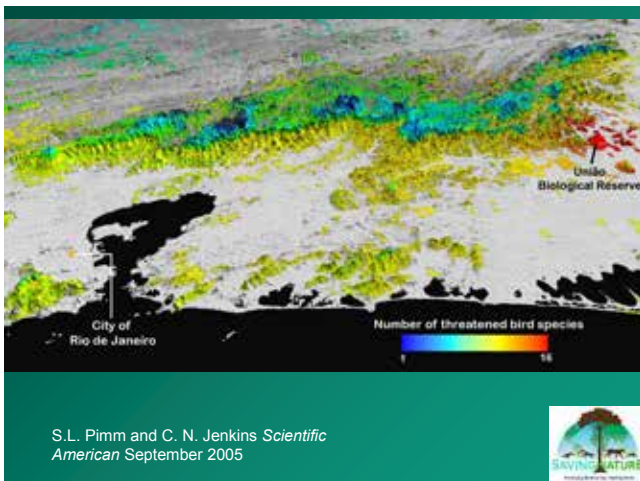 União
Biological Reserve
City of
Rio de Janeiro
Number of threatened bird species
1
16
S.L. Pimm and C. N. Jenkins Scientific
American September 2005
SAVING NATURE